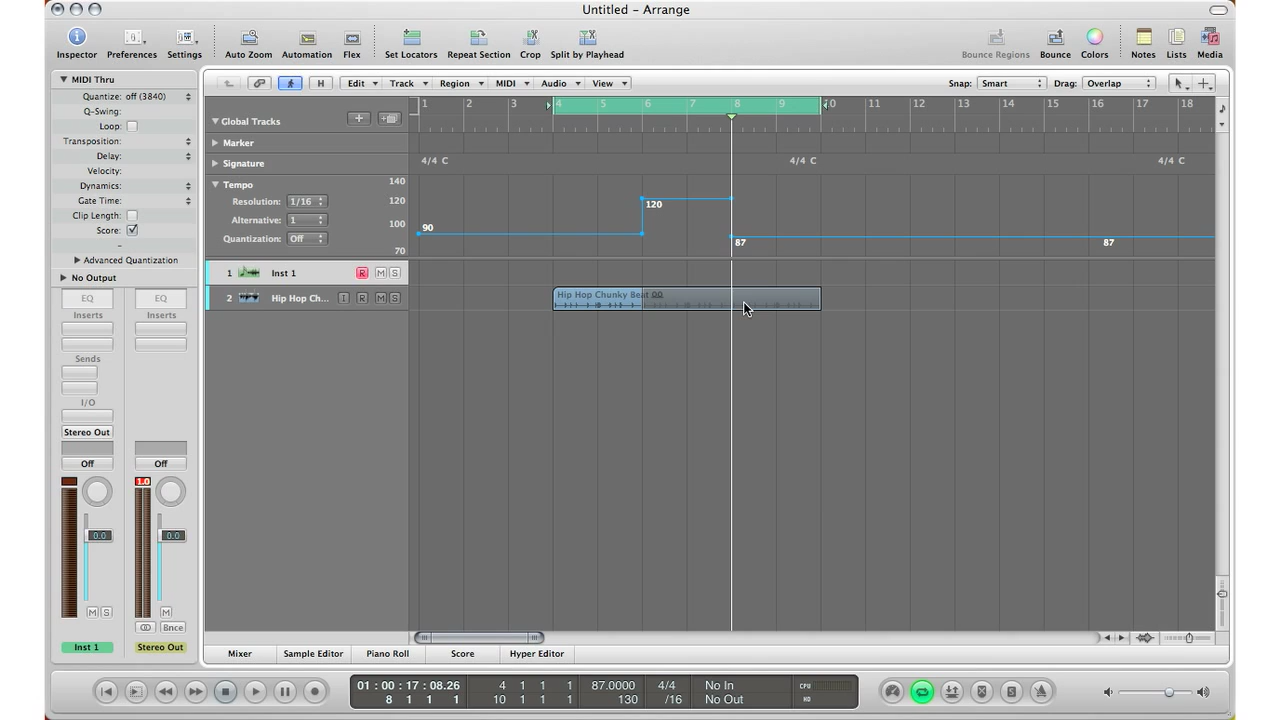 Untitled - Arrange
Inspector Preferences Settings Auto Zoom Automation Flex Set Locators Repeat Section Crop Split by Playhead Bounce Regions Bounce Colors Notes Lists Media
MIDI Thru
H Edit Track Region MIDI Audio View Snap: Smart Drag: Overlap
Quantize: off (3840)
Q-Swing:
Loop:
Transposition:
Delay:
Velocity:
Dynamics:
Gate Time:
Clip Length:
Score:
-
Advanced Quantization
No Output
1 2 3 4 5 6 7 8 9 10 11 12 13 14 15 16 17 18
Global Tracks
Marker
Signature 4/4 C 4/4 C 4/4 C
Tempo 140
Resolution: 1/16 120
Alternative: 1 100
Quantization: Off 70
90 120 87 87
1 Inst 1 R M S
2 Hip Hop Ch... I R M S
Hip Hop Chunky Beat
EQ EQ
Inserts Inserts
Sends
I/O
Stereo Out
Off Off
1.0
0.0 0.0
M S M
Bnce
Inst 1 Stereo Out
Mixer Sample Editor Piano Roll Score Hyper Editor
01 : 00 : 17 : 08.26 4 1 1 1 87.0000 4/4 No In CPU
8 1 1 1 10 1 1 1 130 /16 No Out HD
S